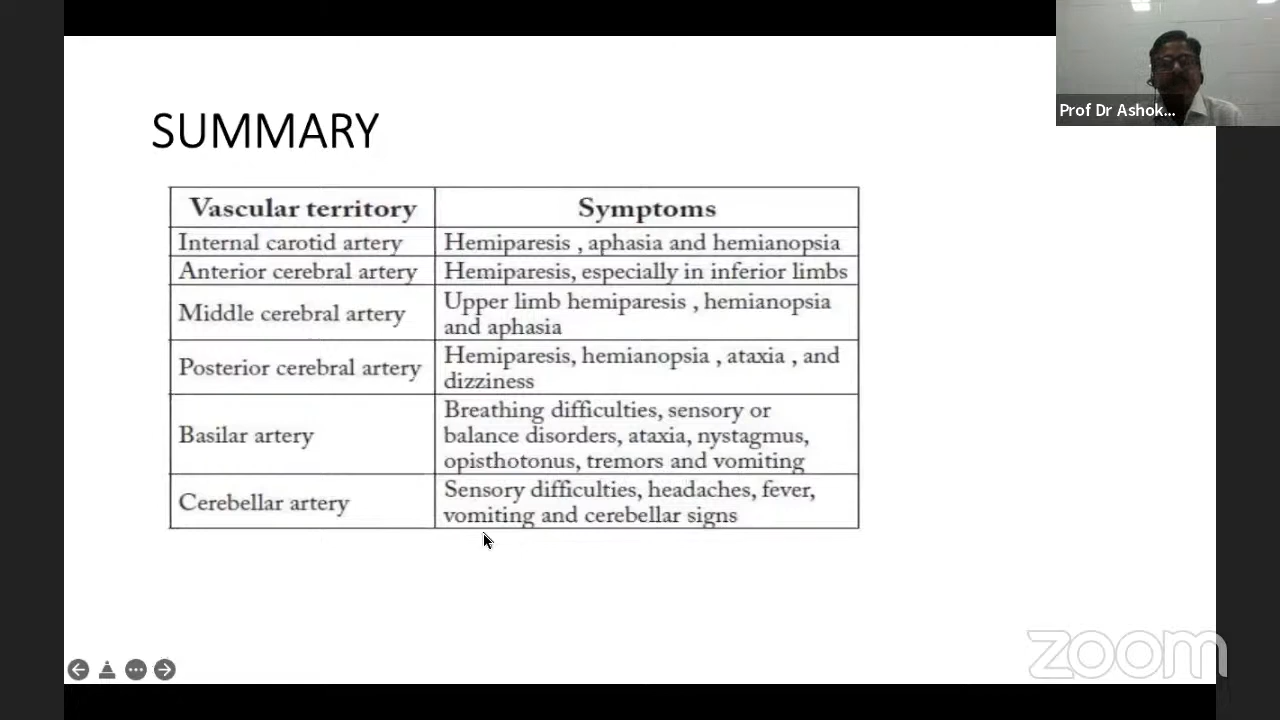 Prof Dr Ashok...
SUMMARY
Vascular territory
Symptoms
Internal carotid artery
Hemiparesis , aphasia and hemianopsia
Anterior cerebral artery
Hemiparesis, especially in inferior limbs
Middle cerebral artery
Upper limb hemiparesis , hemianopsia
and aphasia
Posterior cerebral artery
Hemiparesis, hemianopsia , ataxia , and
dizziness
Basilar artery
Breathing difficulties, sensory or
balance disorders, ataxia, nystagmus,
opisthotonus, tremors and vomiting
Cerebellar artery
Sensory difficulties, headaches, fever,
vomiting and cerebellar signs
zoom